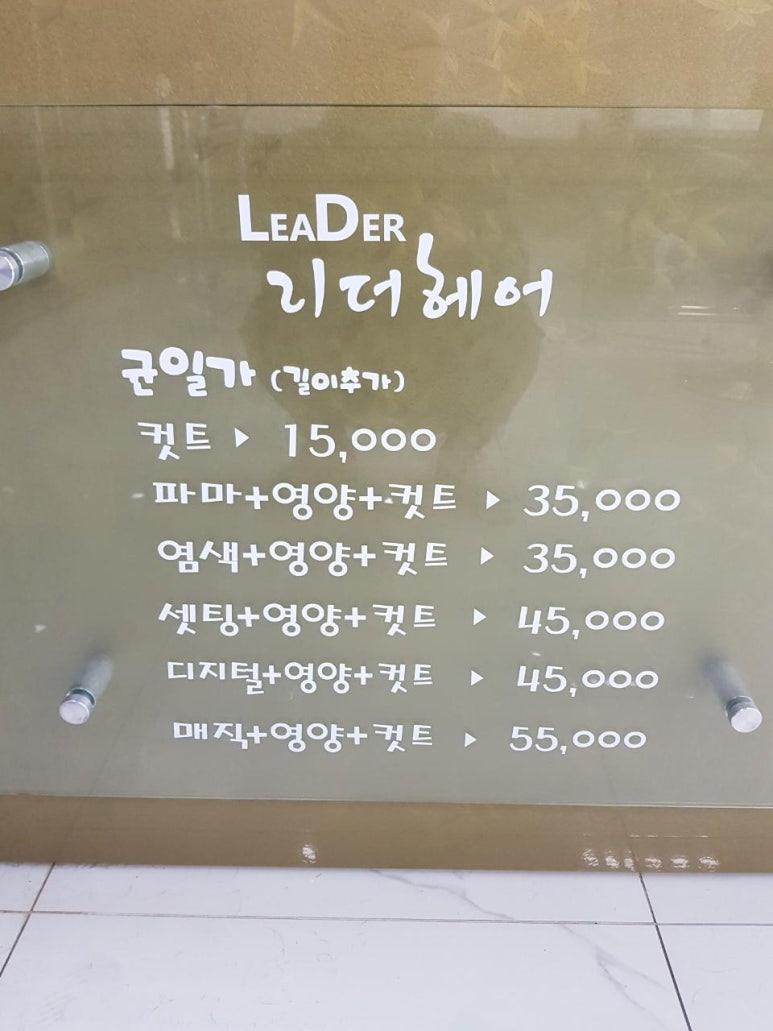 LEADER
리더헤어
균일가 (길이추가)
컷트 ▶ 15,000
파마+영양+컷트 ▶ 35,000
염색+영양+컷트 ▶ 35,000
셋팅+영양+컷트 ▶ 45,000
디지털+영양+컷트 ▶ 45,000
매직+영양+컷트 ▶ 55,000